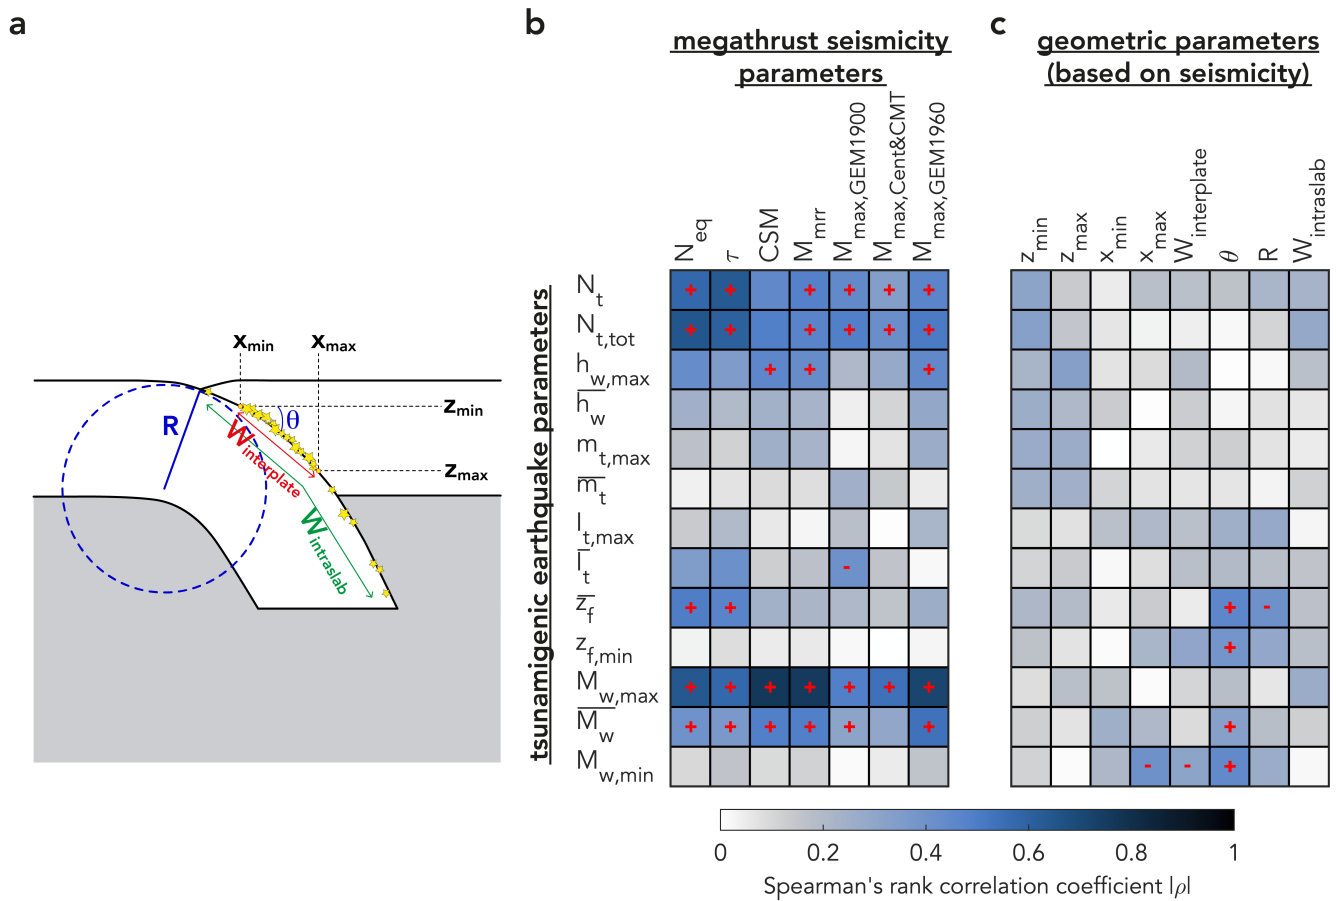 a
b
c
megathrust seismicity
parameters
geometric parameters
(based on seismicity)
N_eq
τ
CSM
M_mrr
M_max,GEM1900
M_max,Cent&CMT
M_max,GEM1960
z_min
z_max
x_min
x_max
W_interplate
θ
R
W_intraslab
tsunamigenic earthquake parameters
N_t
N_t,tot
h_w,max
h̅_w
m_t,max
m̅_t
l_t,max
l̅_t
z̅_f
z_f,min
M_w,max
M̅_w
M_w,min
+ + + + + +
+ + + + + +
+ + +
-
+ + + -
+
+ + + + + + +
+ + + + + + +
- - +
x_min x_max
z_min
θ
R
W_interplate
z_max
W_intraslab
0 0.2 0.4 0.6 0.8 1
Spearman's rank correlation coefficient |ρ|